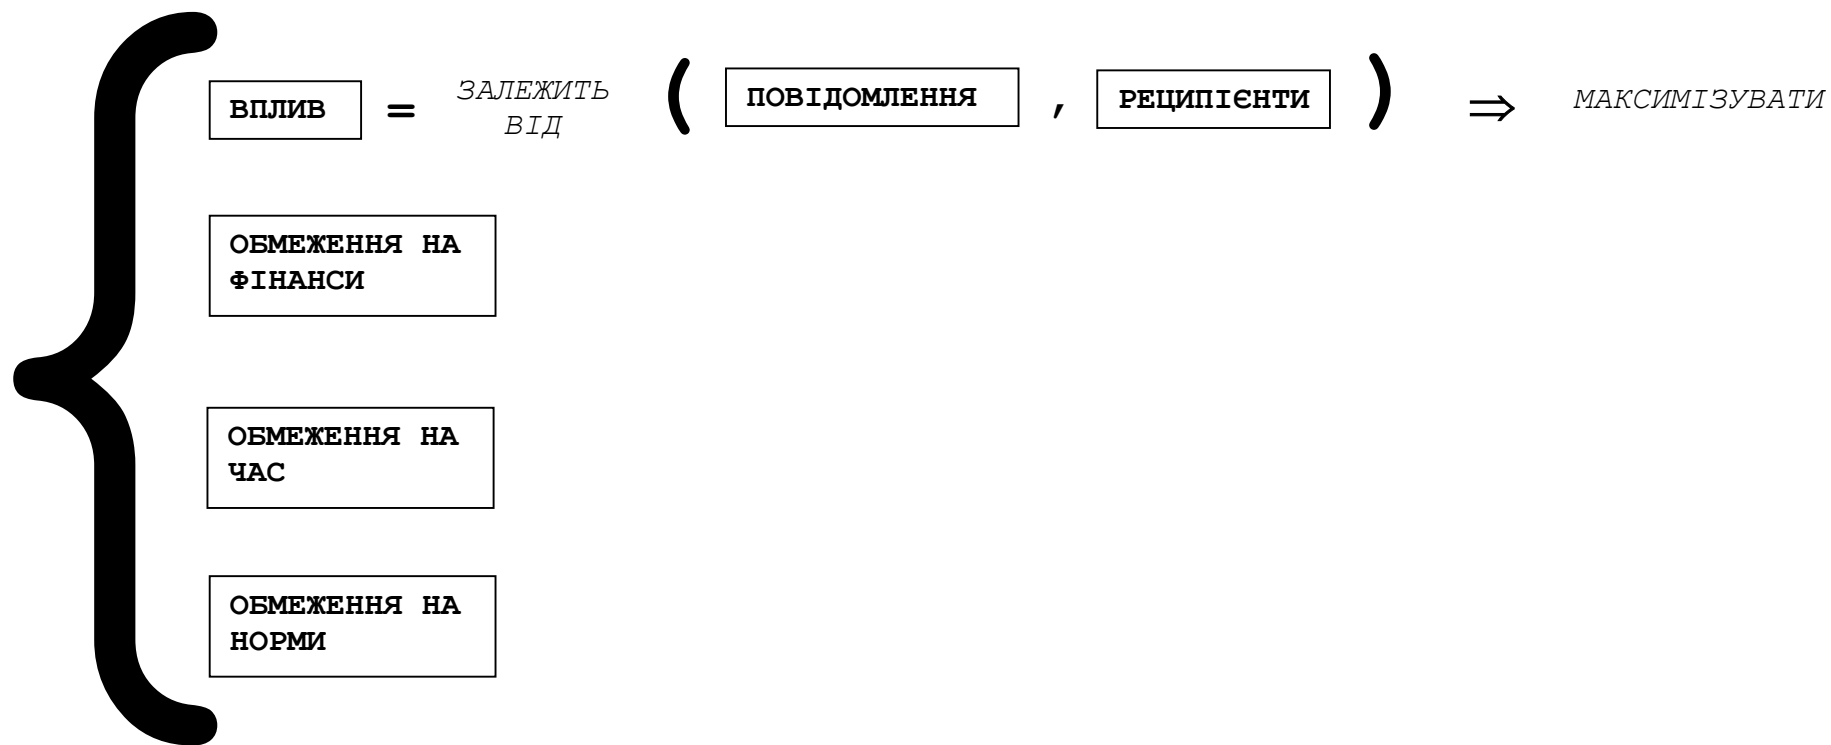 ВПЛИВ = ЗАЛЕЖИТЬ ВІД ( ПОВІДОМЛЕННЯ , РЕЦИПІЄНТИ ) ⇒ МАКСИМІЗУВАТИ
ОБМЕЖЕННЯ НА
ФІНАНСИ
ОБМЕЖЕННЯ НА
ЧАС
ОБМЕЖЕННЯ НА
НОРМИ